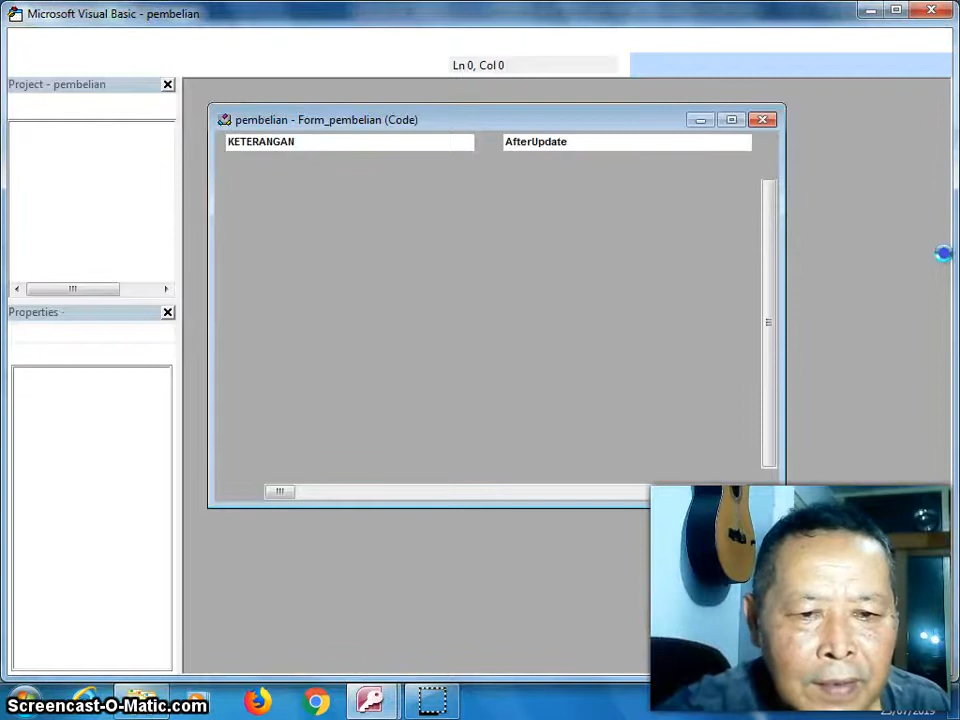 Microsoft Visual Basic - pembelian
Ln 0, Col 0
Project - pembelian
pembelian - Form_pembelian (Code)
KETERANGAN
AfterUpdate
Properties -
Screencast-O-Matic.com